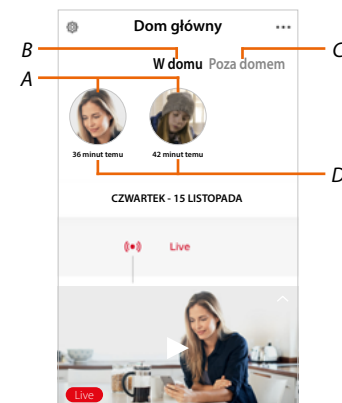 Dom główny
B
C
W domu Poza domem
A
36 minut temu 42 minut temu
D
CZWARTEK - 15 LISTOPADA
Live
Live